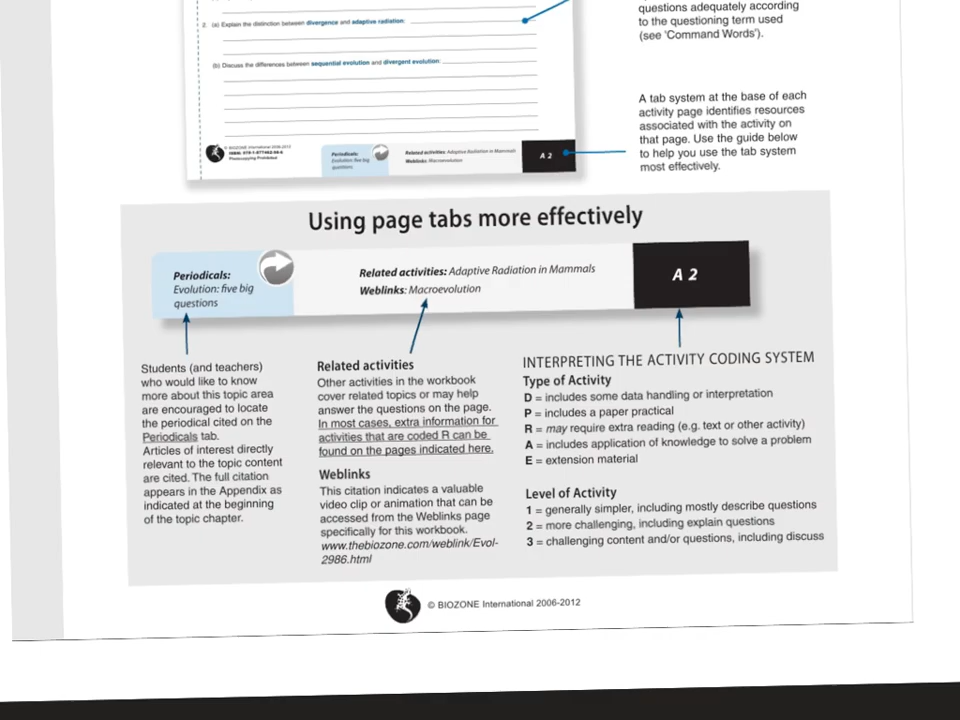 questions adequately according
to the questioning term used
(see 'Command Words').
2. (a) Explain the distinction between divergence and adaptive radiation:
(b) Discuss the differences between sequential evolution and divergent evolution:
A tab system at the base of each
activity page identifies resources
associated with the activity on
that page. Use the guide below
to help you use the tab system
most effectively.
© BIOZONE International 2006-2012
Photocopying Prohibited
Periodicals:
Evolution: five big
questions
Related activities: Adaptive Radiation in Mammals
Weblinks: Macroevolution
A 2
Using page tabs more effectively
Periodicals:
Evolution: five big
questions
Related activities: Adaptive Radiation in Mammals
Weblinks: Macroevolution
A 2
Students (and teachers)
who would like to know
more about this topic area
are encouraged to locate
the periodical cited on the
Periodicals tab.
Articles of interest directly
relevant to the topic content
are cited. The full citation
appears in the Appendix as
indicated at the beginning
of the topic chapter.
Related activities
Other activities in the workbook
cover related topics or may help
answer the questions on the page.
In most cases, extra information for
activities that are coded R can be
found on the pages indicated here.
Weblinks
This citation indicates a valuable
video clip or animation that can be
accessed from the Weblinks page
specifically for this workbook.
www.thebiozone.com/weblink/Evol-
2986.html
INTERPRETING THE ACTIVITY CODING SYSTEM
Type of Activity
D = includes some data handling or interpretation
P = includes a paper practical
R = may require extra reading (e.g. text or other activity)
A = includes application of knowledge to solve a problem
E = extension material
Level of Activity
1 = generally simpler, including mostly describe questions
2 = more challenging, including explain questions
3 = challenging content and/or questions, including discuss
© BIOZONE International 2006-2012